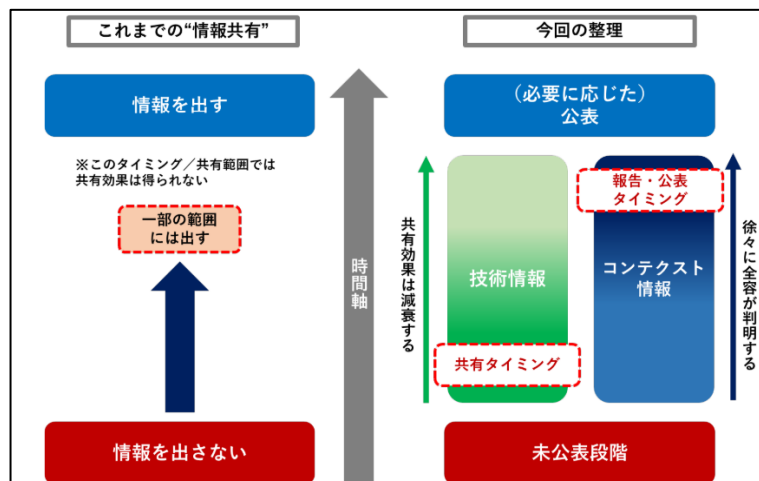 これまでの“情報共有”
情報を出す
※このタイミング／共有範囲では
共有効果は得られない
一部の範囲
には出す
情報を出さない
時間軸
今回の整理
（必要に応じた）
公表
共有効果は減衰する
技術情報
共有タイミング
報告・公表
タイミング
コンテクスト
情報
徐々に全容が判明する
未公表段階